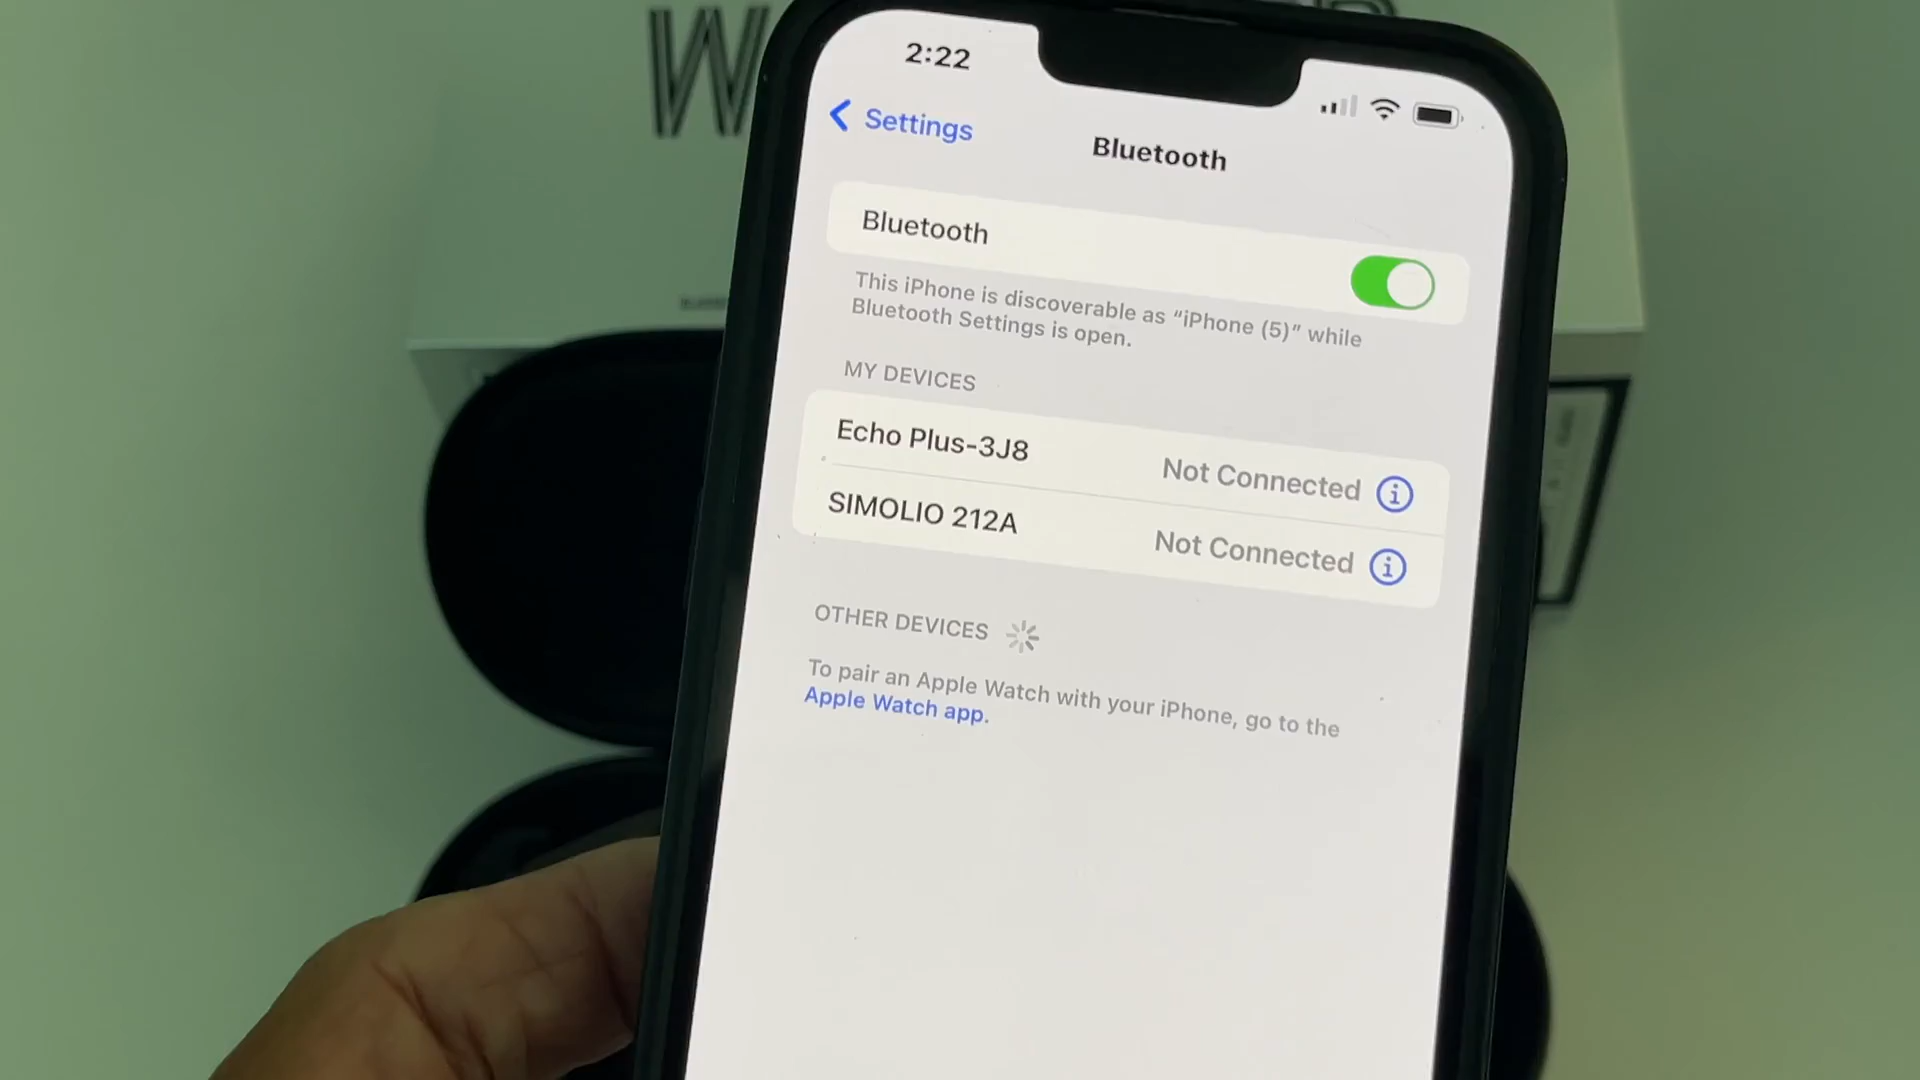 2:22
Settings
Bluetooth
Bluetooth
This iPhone is discoverable as “iPhone (5)” while
Bluetooth Settings is open.
MY DEVICES
Echo Plus-3J8 Not Connected
SIMOLIO 212A Not Connected
OTHER DEVICES
To pair an Apple Watch with your iPhone, go to the
Apple Watch app.